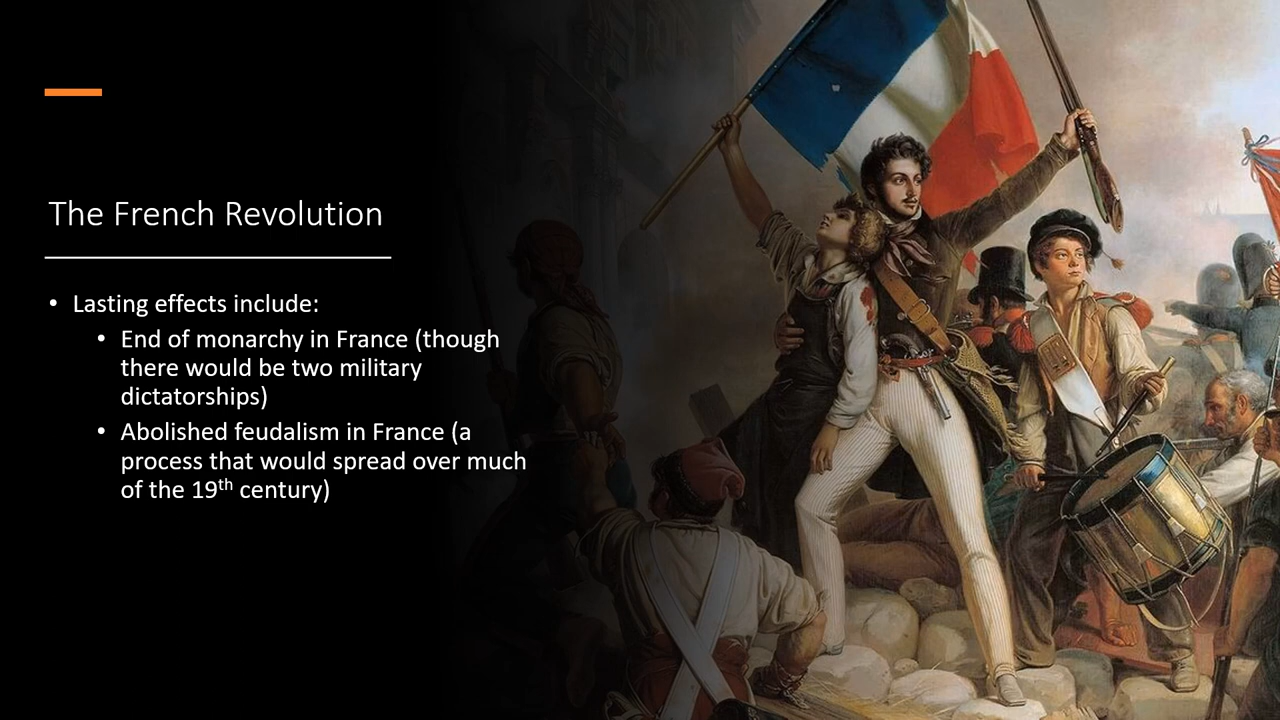 The French Revolution
• Lasting effects include:
• End of monarchy in France (though
there would be two military
dictatorships)
• Abolished feudalism in France (a
process that would spread over much
of the 19th century)